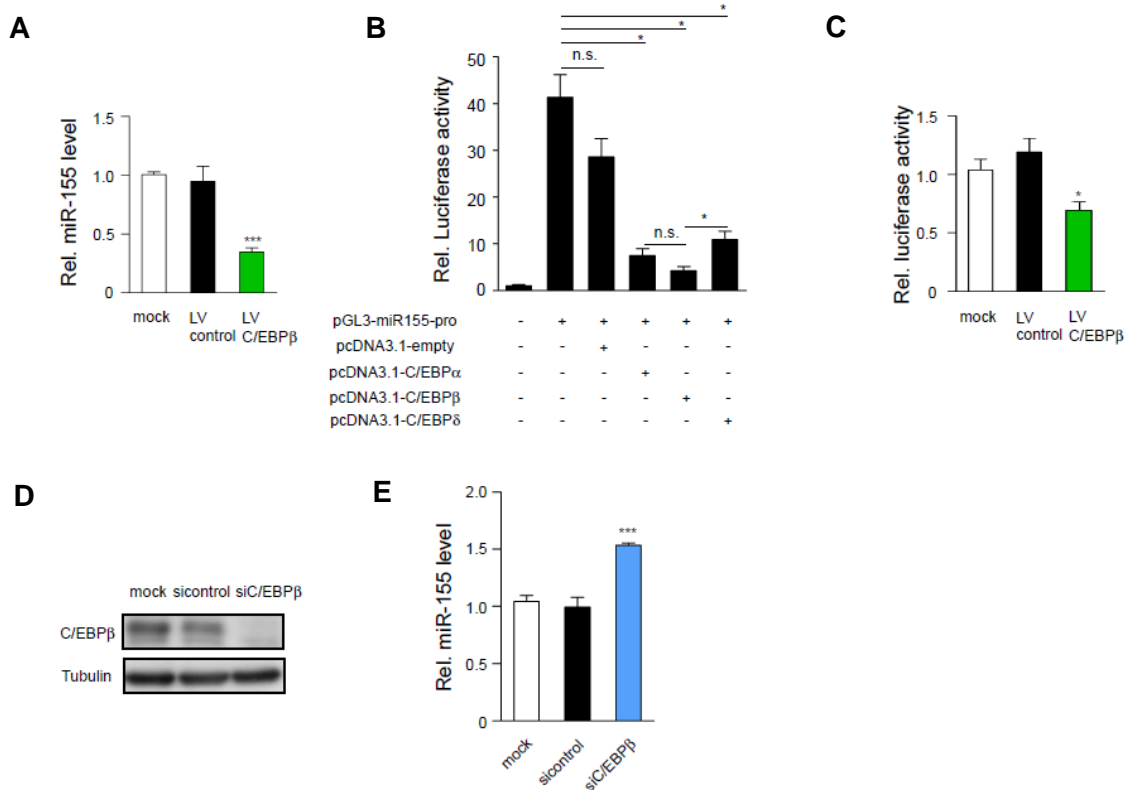 A
Rel. miR-155 level
1.5
1.0
0.5
0
***
mock
LV
control
LV
C/EBPβ
B
Rel. Luciferase activity
50
40
30
20
10
0
*
*
*
n.s.
n.s.
*
pGL3-miR155-pro - + + + + +
pcDNA3.1-empty - - + - - -
pcDNA3.1-C/EBPα - - - + - -
pcDNA3.1-C/EBPβ - - - - + -
pcDNA3.1-C/EBPδ - - - - - +
C
Rel. luciferase activity
1.5
1.0
0.5
0
*
mock
LV
control
LV
C/EBPβ
D
mock sicontrol siC/EBPβ
C/EBPβ
Tubulin
E
Rel. miR-155 level
2.0
1.5
1.0
0.5
0
***
mock
sicontrol
siC/EBPβ